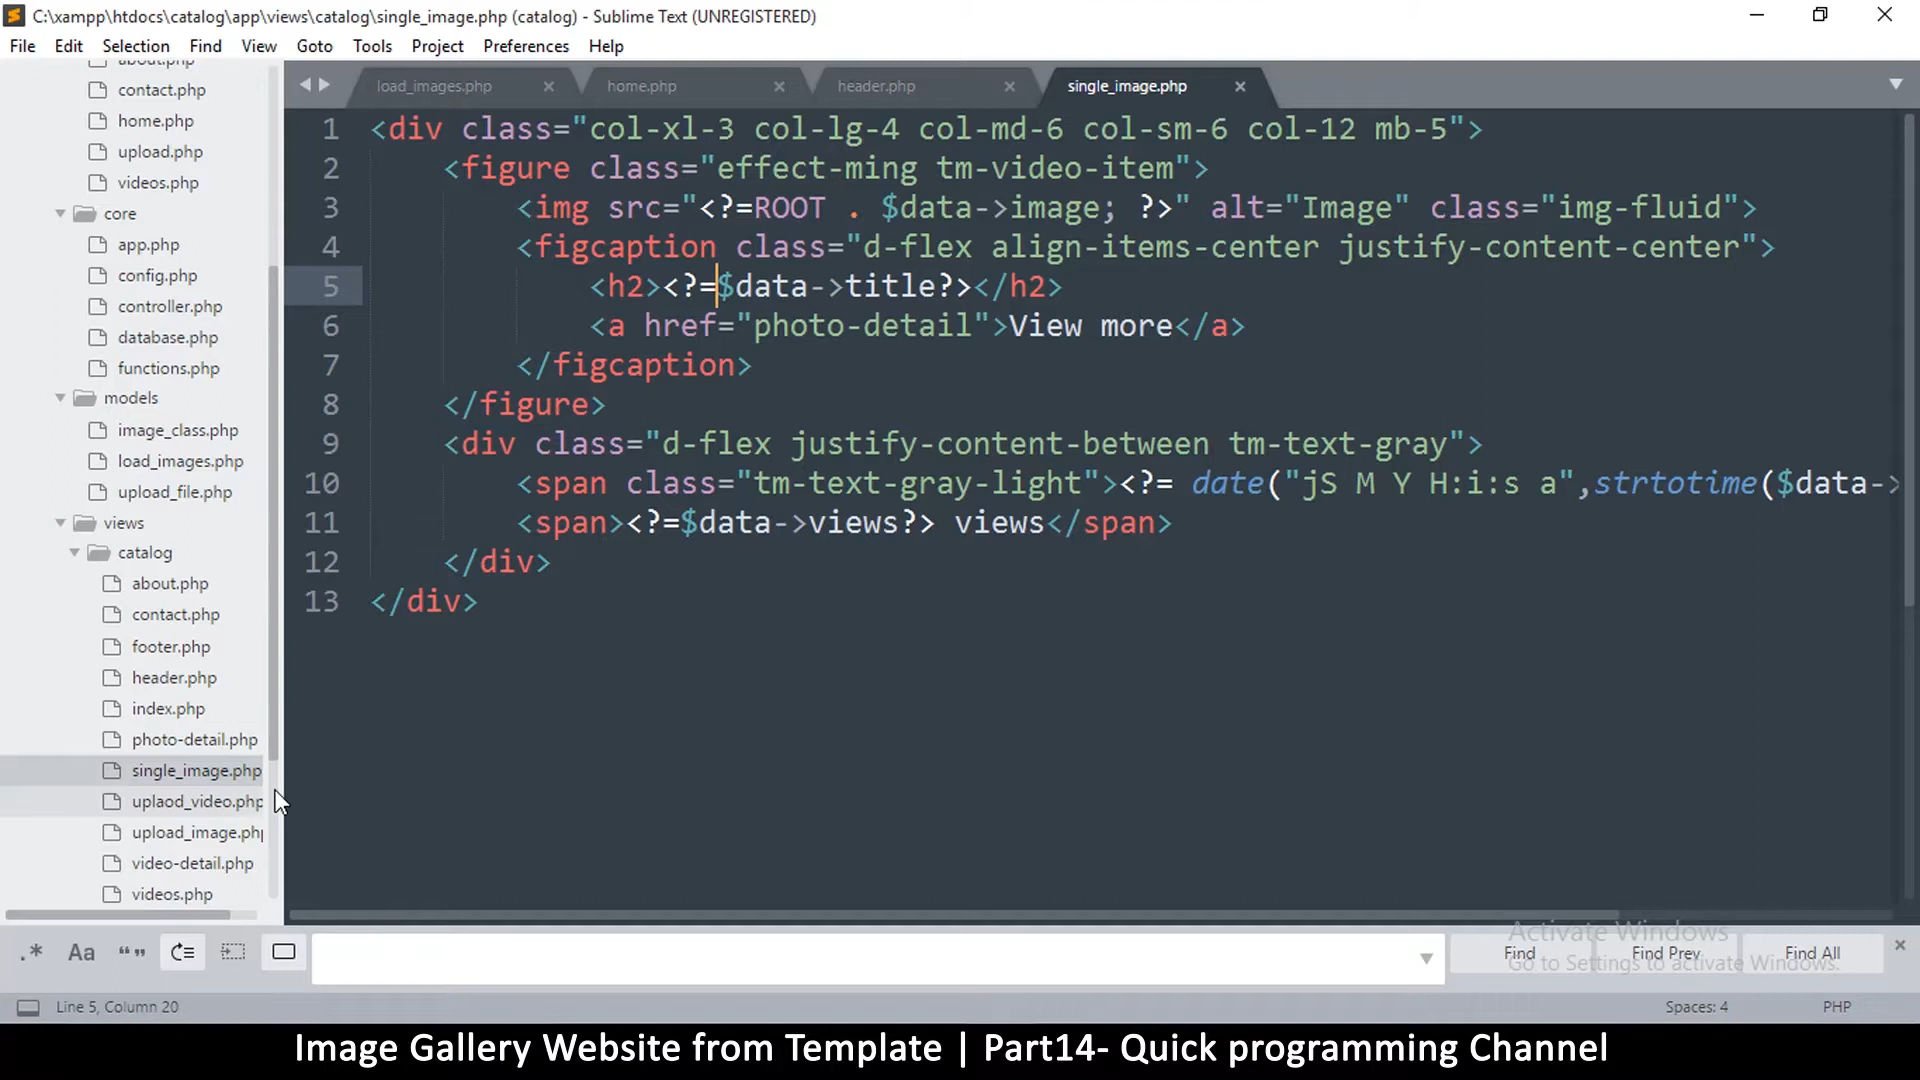 C:\xampp\htdocs\catalog\app\views\catalog\single_image.php (catalog) - Sublime Text (UNREGISTERED)
File Edit Selection Find View Goto Tools Project Preferences Help
load_images.php home.php header.php single_image.php
about.php
contact.php
home.php
upload.php
videos.php
core
app.php
config.php
controller.php
database.php
functions.php
models
image_class.php
load_images.php
upload_file.php
views
catalog
about.php
contact.php
footer.php
header.php
index.php
photo-detail.php
single_image.php
uplaod_video.php
upload_image.php
video-detail.php
videos.php
1 <div class="col-xl-3 col-lg-4 col-md-6 col-sm-6 col-12 mb-5">
2 <figure class="effect-ming tm-video-item">
3 <img src="<?=ROOT . $data->image; ?>" alt="Image" class="img-fluid">
4 <figcaption class="d-flex align-items-center justify-content-center">
5 <h2><?=$data->title?></h2>
6 <a href="photo-detail">View more</a>
7 </figcaption>
8 </figure>
9 <div class="d-flex justify-content-between tm-text-gray">
10 <span class="tm-text-gray-light"><?= date("jS M Y H:i:s a",strtotime($data->
11 <span><?=$data->views?> views</span>
12 </div>
13 </div>
.* Aa “”
Find Find Prev Find All
Activate Windows
Go to Settings to activate Windows.
Line 5, Column 20
Spaces: 4 PHP
Image Gallery Website from Template | Part14- Quick programming Channel